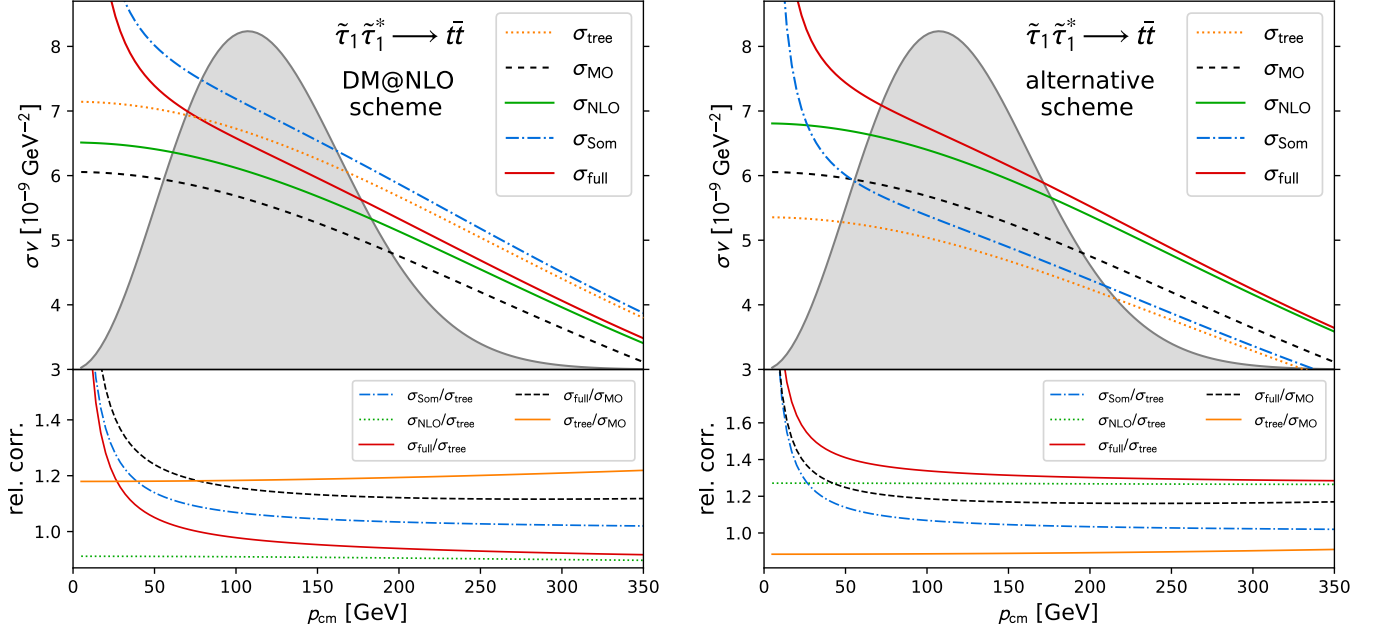 8
7
6
5
4
3
σv [10⁻⁹ GeV⁻²]
τ̃₁τ̃₁* ⟶ tt̄
DM@NLO
scheme
σtree
σMO
σNLO
σSom
σfull
1.4
1.2
1.0
rel. corr.
σSom/σtree
σNLO/σtree
σfull/σtree
σfull/σMO
σtree/σMO
0 50 100 150 200 250 300 350
pcm [GeV]
8
7
6
5
4
3
σv [10⁻⁹ GeV⁻²]
τ̃₁τ̃₁* ⟶ tt̄
alternative
scheme
σtree
σMO
σNLO
σSom
σfull
1.6
1.4
1.2
1.0
rel. corr.
σSom/σtree
σNLO/σtree
σfull/σtree
σfull/σMO
σtree/σMO
0 50 100 150 200 250 300 350
pcm [GeV]